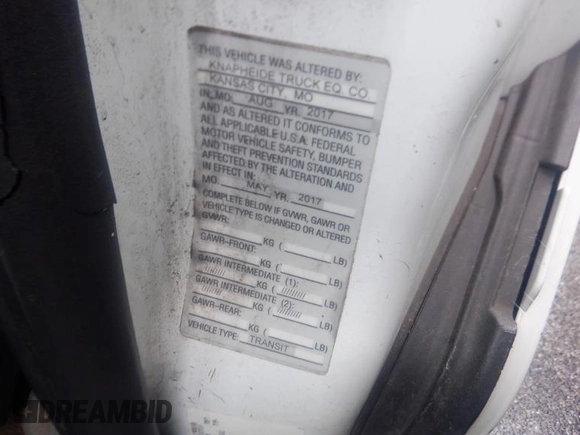 THIS VEHICLE WAS ALTERED BY:
KNAPHEIDE TRUCK EQ. CO
KANSAS CITY, MO
IN MO. AUG YR. 2017
AND AS ALTERED IT CONFORMS TO
ALL APPLICABLE U.S.A. FEDERAL
MOTOR VEHICLE SAFETY, BUMPER
AND THEFT PREVENTION STANDARDS
AFFECTED BY THE ALTERATION AND
IN EFFECT IN:
MO. MAY YR. 2017
COMPLETE BELOW IF GVWR, GAWR OR
VEHICLE TYPE IS CHANGED OR ALTERED
GVWR:
KG ( LB)
GAWR-FRONT:
KG ( LB)
GAWR INTERMEDIATE (1):
////// KG ( ////// LB)
GAWR INTERMEDIATE (2):
////// KG ( ////// LB)
GAWR-REAR:
KG ( LB)
VEHICLE TYPE: TRANSIT
DREAMBID